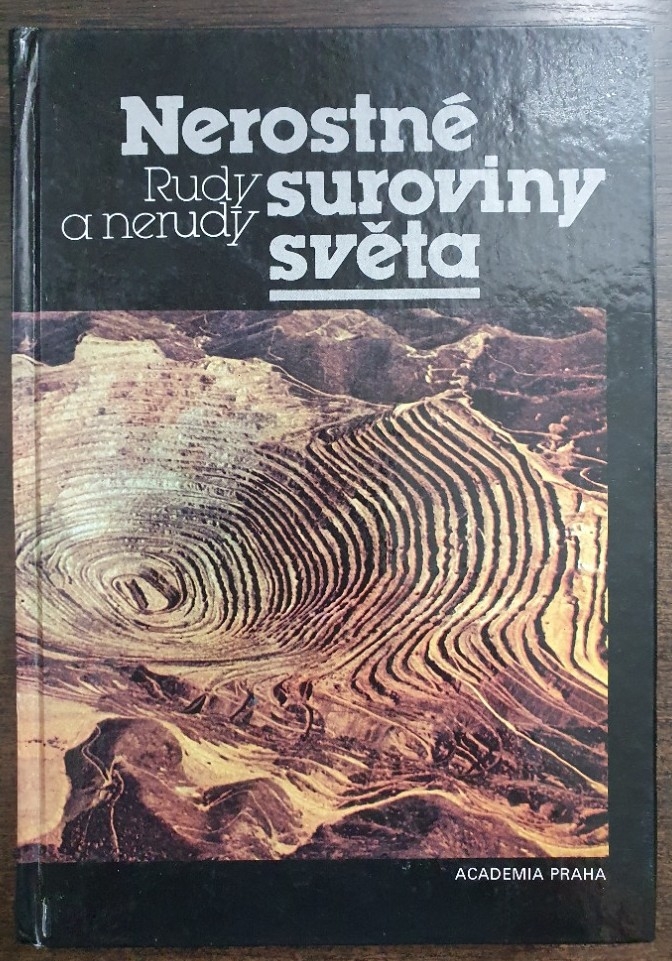 Nerostné
Rudy suroviny
a nerudy světa
ACADEMIA PRAHA